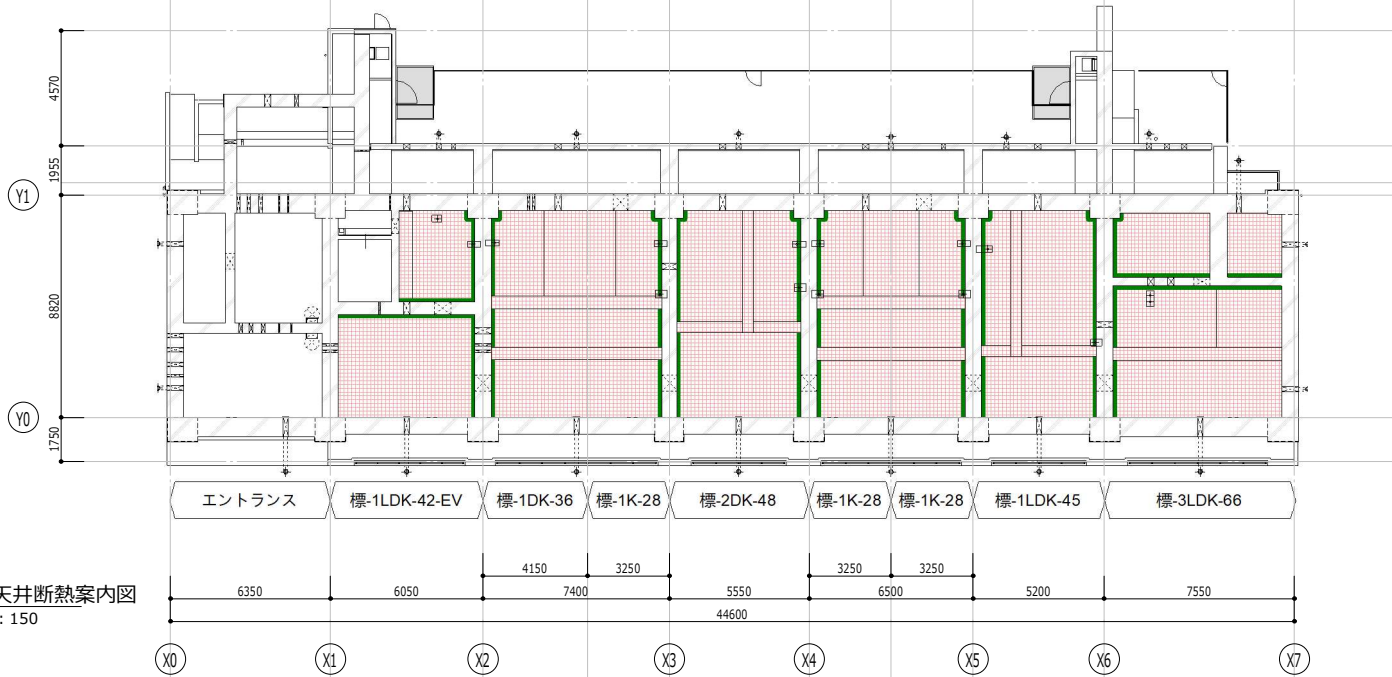 4570
1955
Y1
8820
Y0
1750
エントランス
標-1LDK-42-EV
標-1DK-36
標-1K-28
標-2DK-48
標-1K-28
標-1K-28
標-1LDK-45
標-3LDK-66
4150
3250
3250
3250
6350
6050
7400
5550
6500
5200
7550
44600
天井断熱案内図
: 150
X0
X1
X2
X3
X4
X5
X6
X7